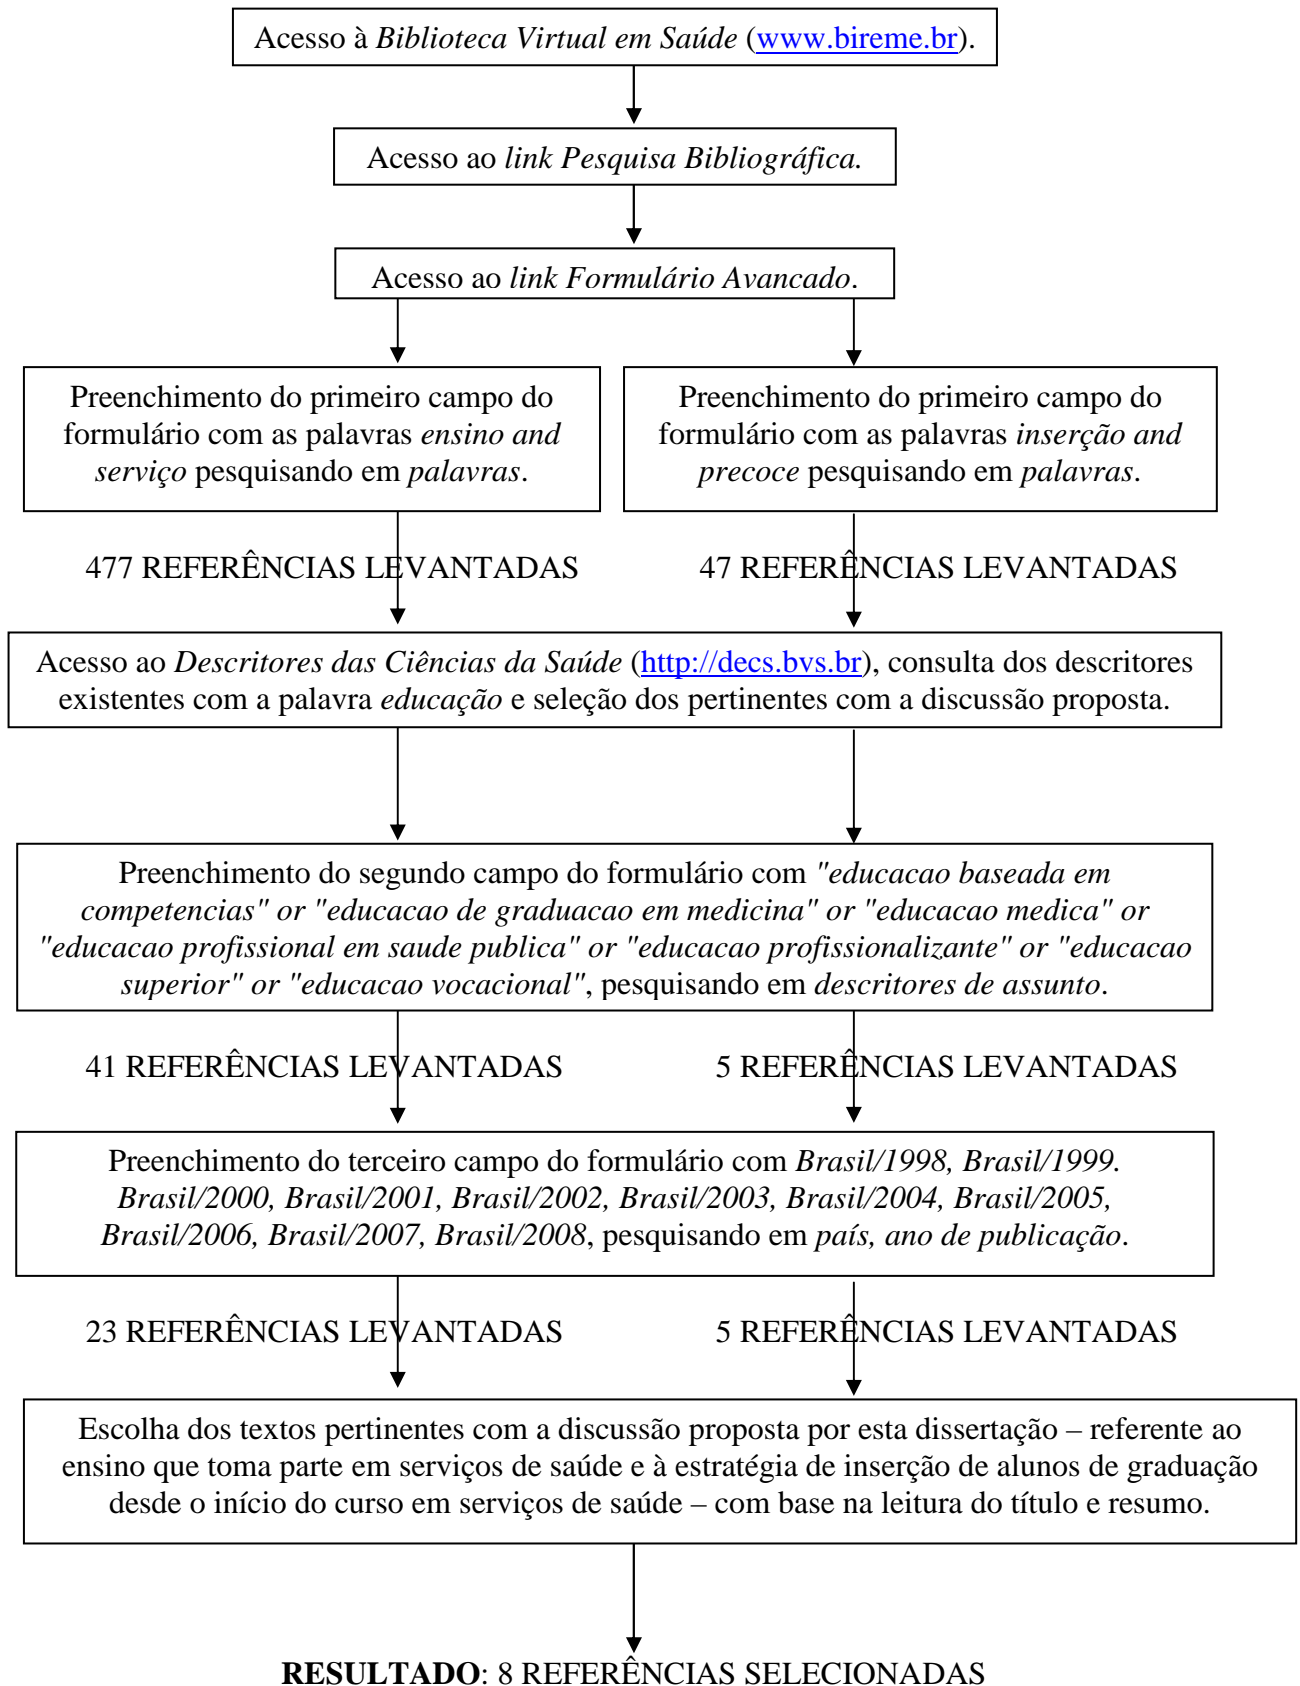 Acesso à Biblioteca Virtual em Saúde (www.bireme.br).
Acesso ao link Pesquisa Bibliográfica.
Acesso ao link Formulário Avancado.
Preenchimento do primeiro campo do
formulário com as palavras ensino and
serviço pesquisando em palavras.
Preenchimento do primeiro campo do
formulário com as palavras inserção and
precoce pesquisando em palavras.
477 REFERÊNCIAS LEVANTADAS
47 REFERÊNCIAS LEVANTADAS
Acesso ao Descritores das Ciências da Saúde (http://decs.bvs.br), consulta dos descritores
existentes com a palavra educação e seleção dos pertinentes com a discussão proposta.
Preenchimento do segundo campo do formulário com "educacao baseada em
competencias" or "educacao de graduacao em medicina" or "educacao medica" or
"educacao profissional em saude publica" or "educacao profissionalizante" or "educacao
superior" or "educacao vocacional", pesquisando em descritores de assunto.
41 REFERÊNCIAS LEVANTADAS
5 REFERÊNCIAS LEVANTADAS
Preenchimento do terceiro campo do formulário com Brasil/1998, Brasil/1999.
Brasil/2000, Brasil/2001, Brasil/2002, Brasil/2003, Brasil/2004, Brasil/2005,
Brasil/2006, Brasil/2007, Brasil/2008, pesquisando em país, ano de publicação.
23 REFERÊNCIAS LEVANTADAS
5 REFERÊNCIAS LEVANTADAS
Escolha dos textos pertinentes com a discussão proposta por esta dissertação – referente ao
ensino que toma parte em serviços de saúde e à estratégia de inserção de alunos de graduação
desde o início do curso em serviços de saúde – com base na leitura do título e resumo.
RESULTADO: 8 REFERÊNCIAS SELECIONADAS